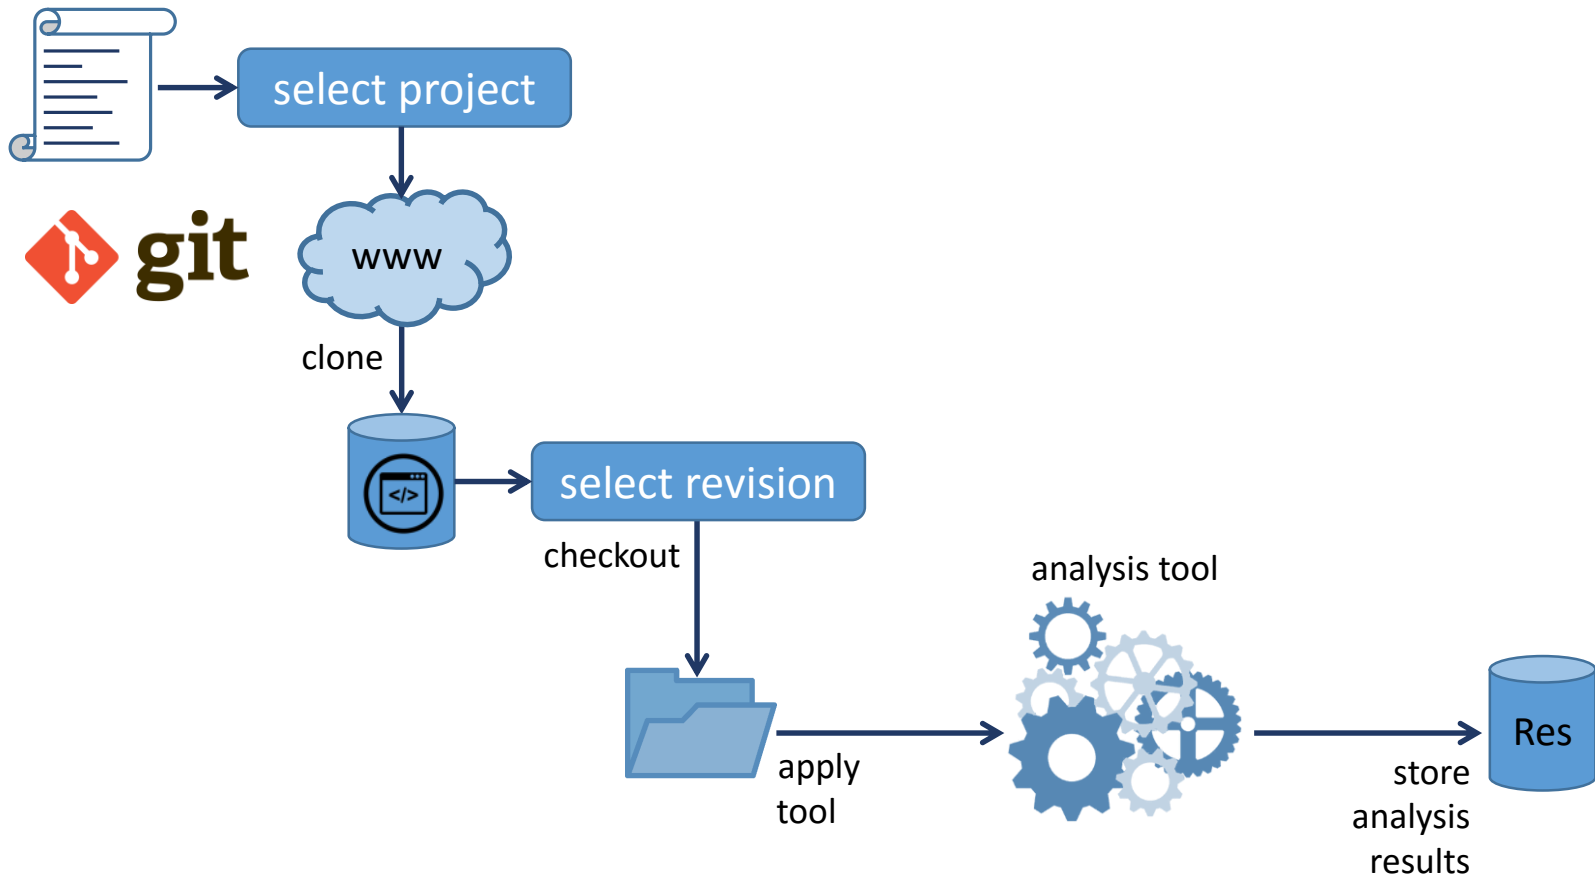 select project
git
www
clone
</>
select revision
checkout
analysis tool
apply
tool
Res
store
analysis
results